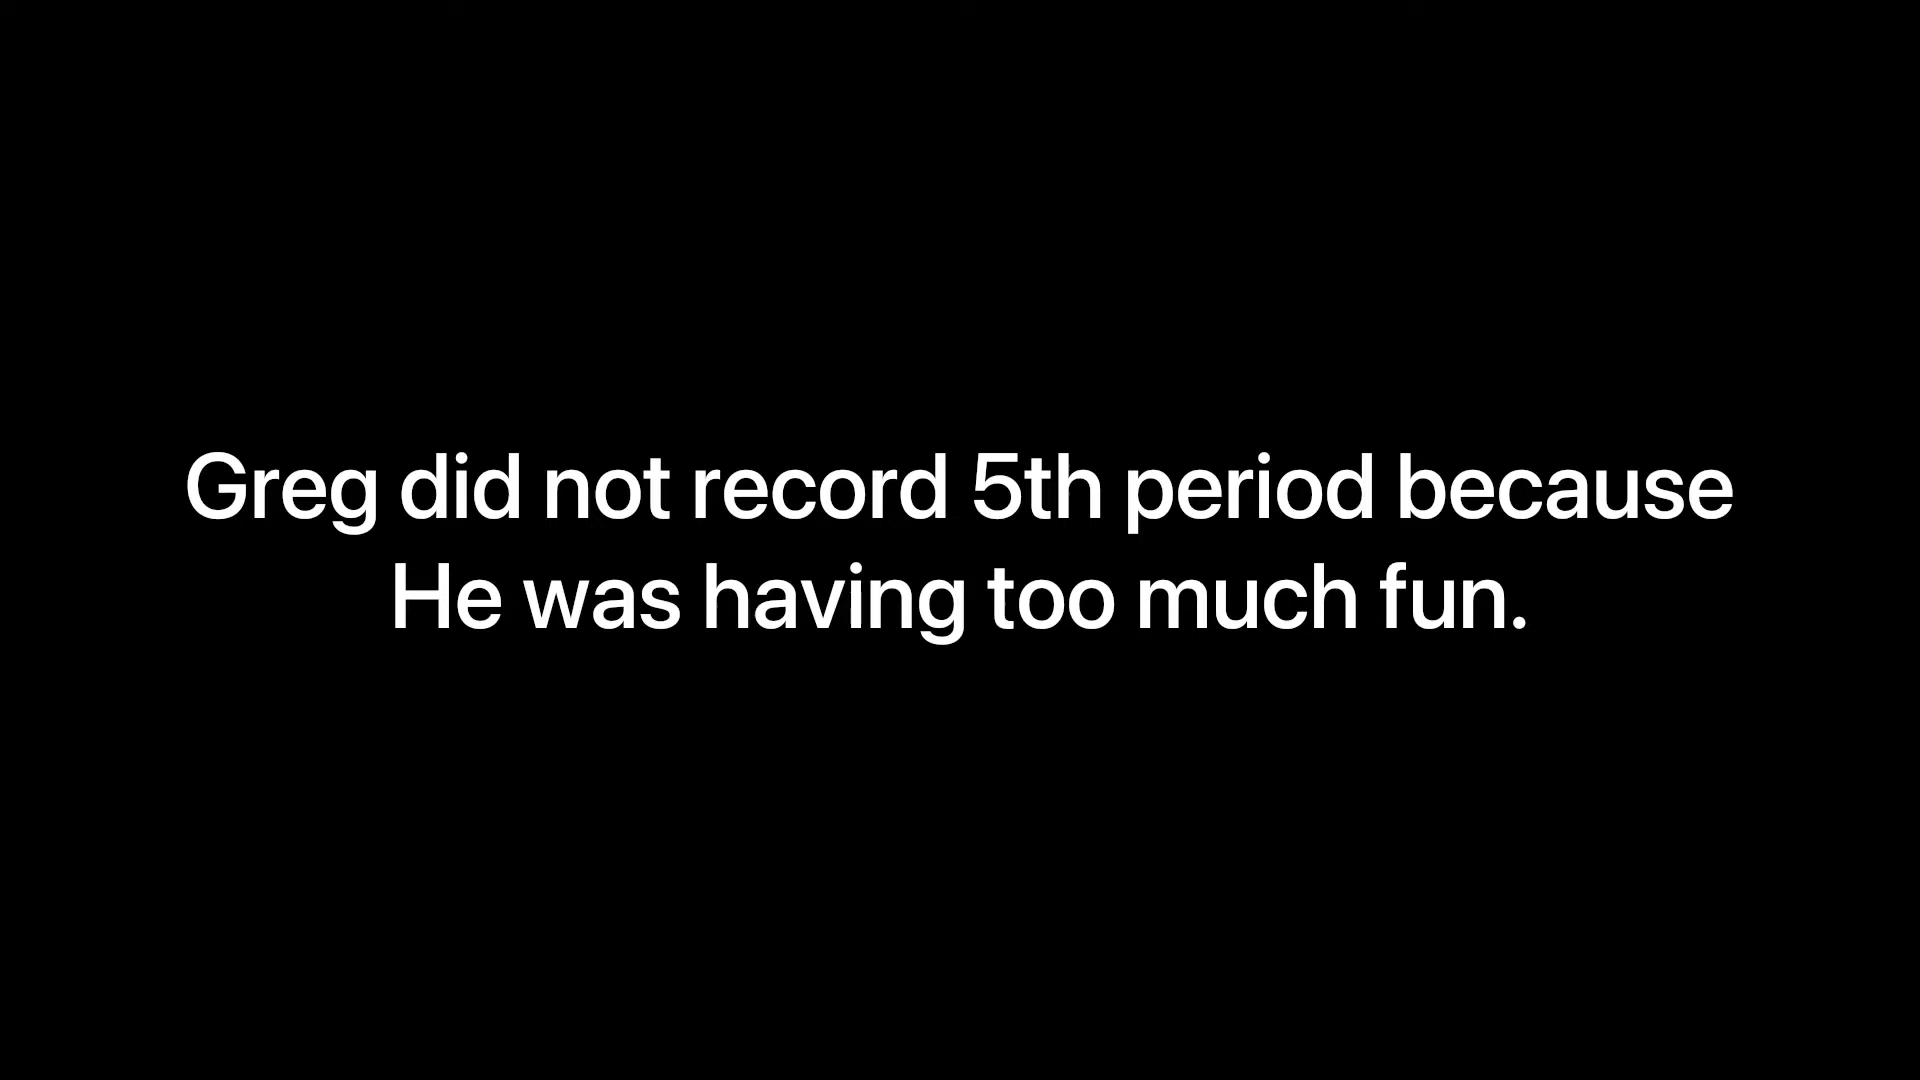 Greg did not record 5th period because
He was having too much fun.